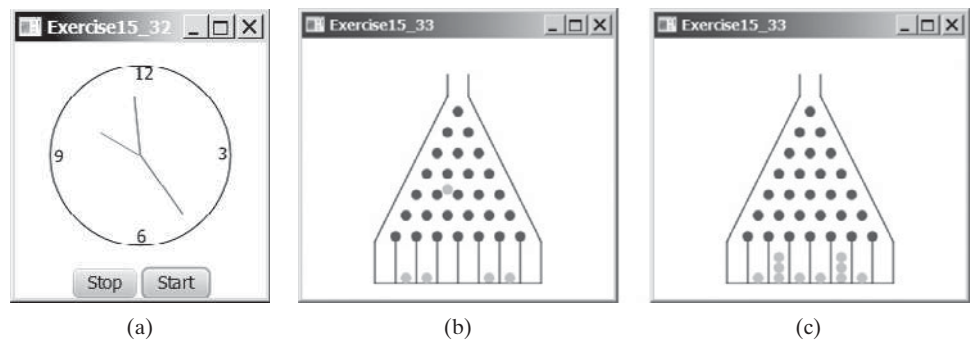 Exercise15_32
Exercise15_33
Exercise15_33
12
9
3
6
Stop
Start
(a)
(b)
(c)